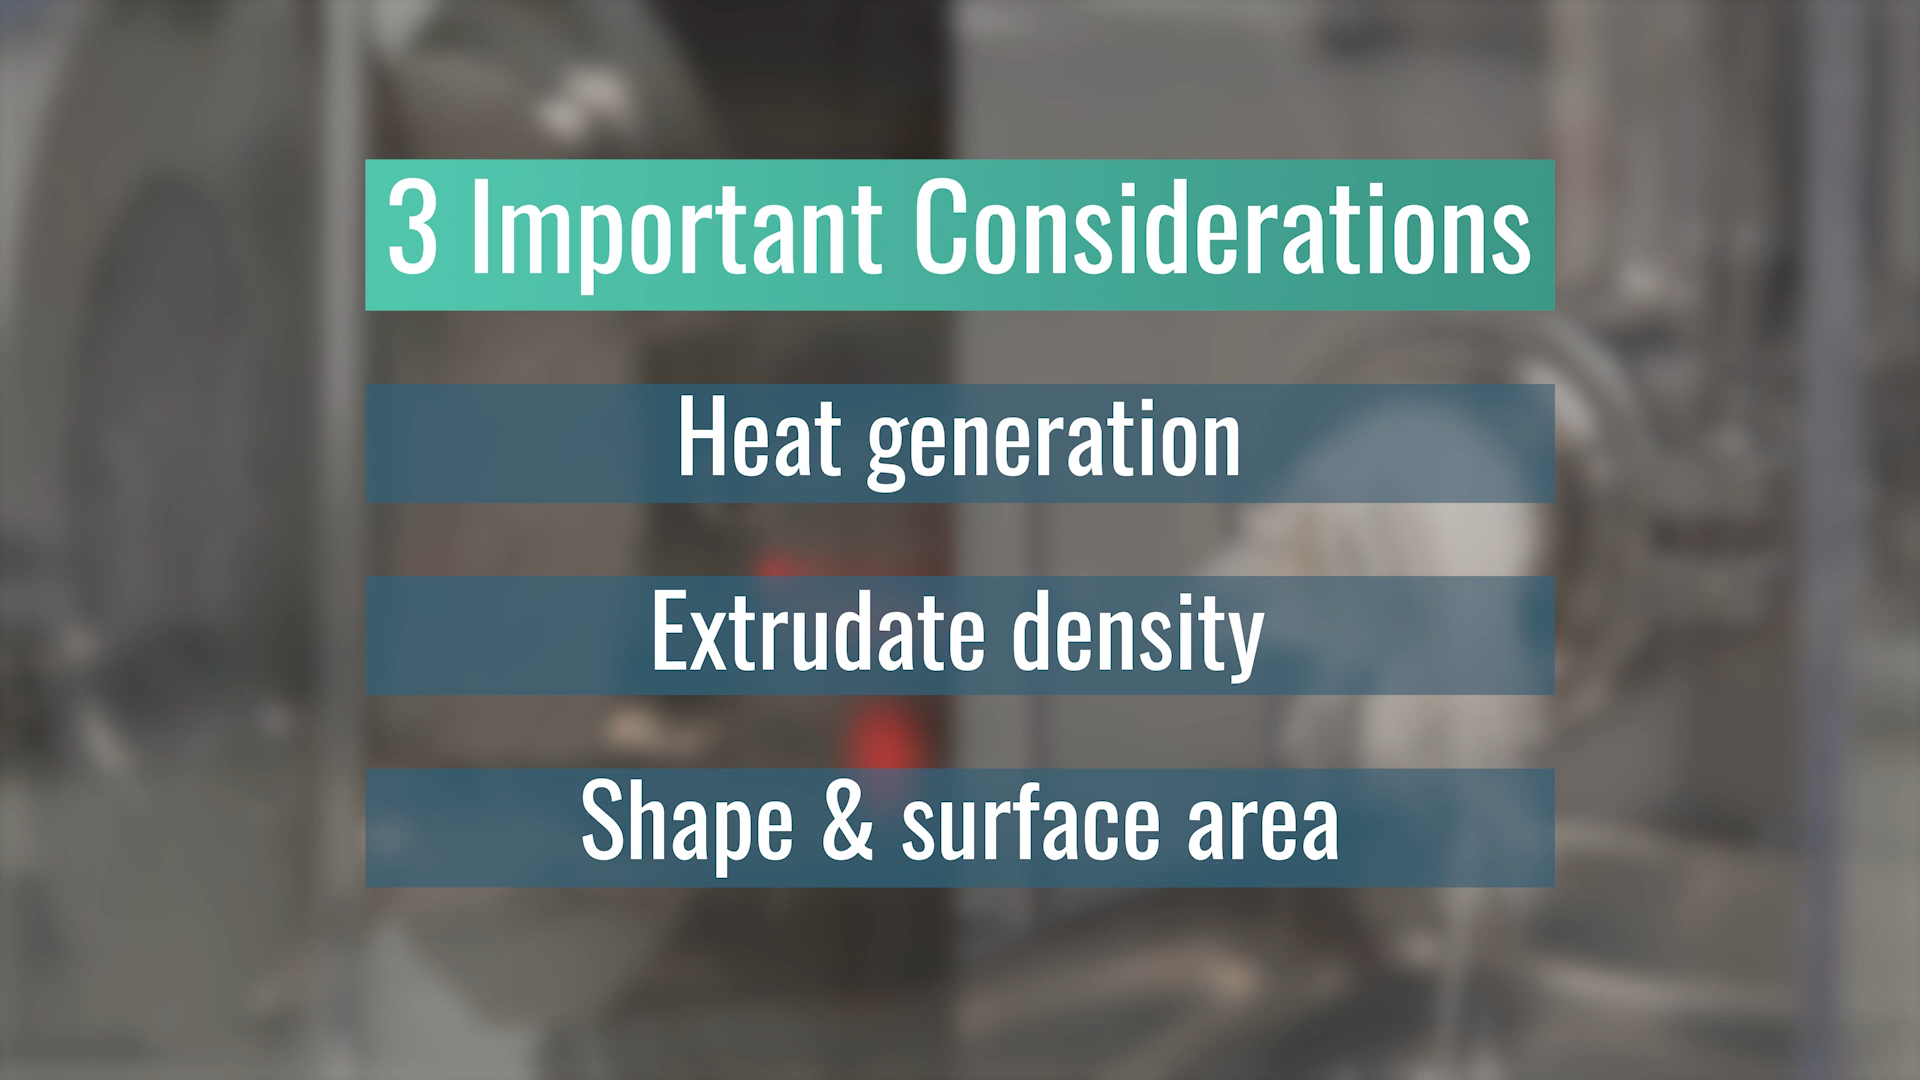 3 Important Considerations
Heat generation
Extrudate density
Shape & surface area